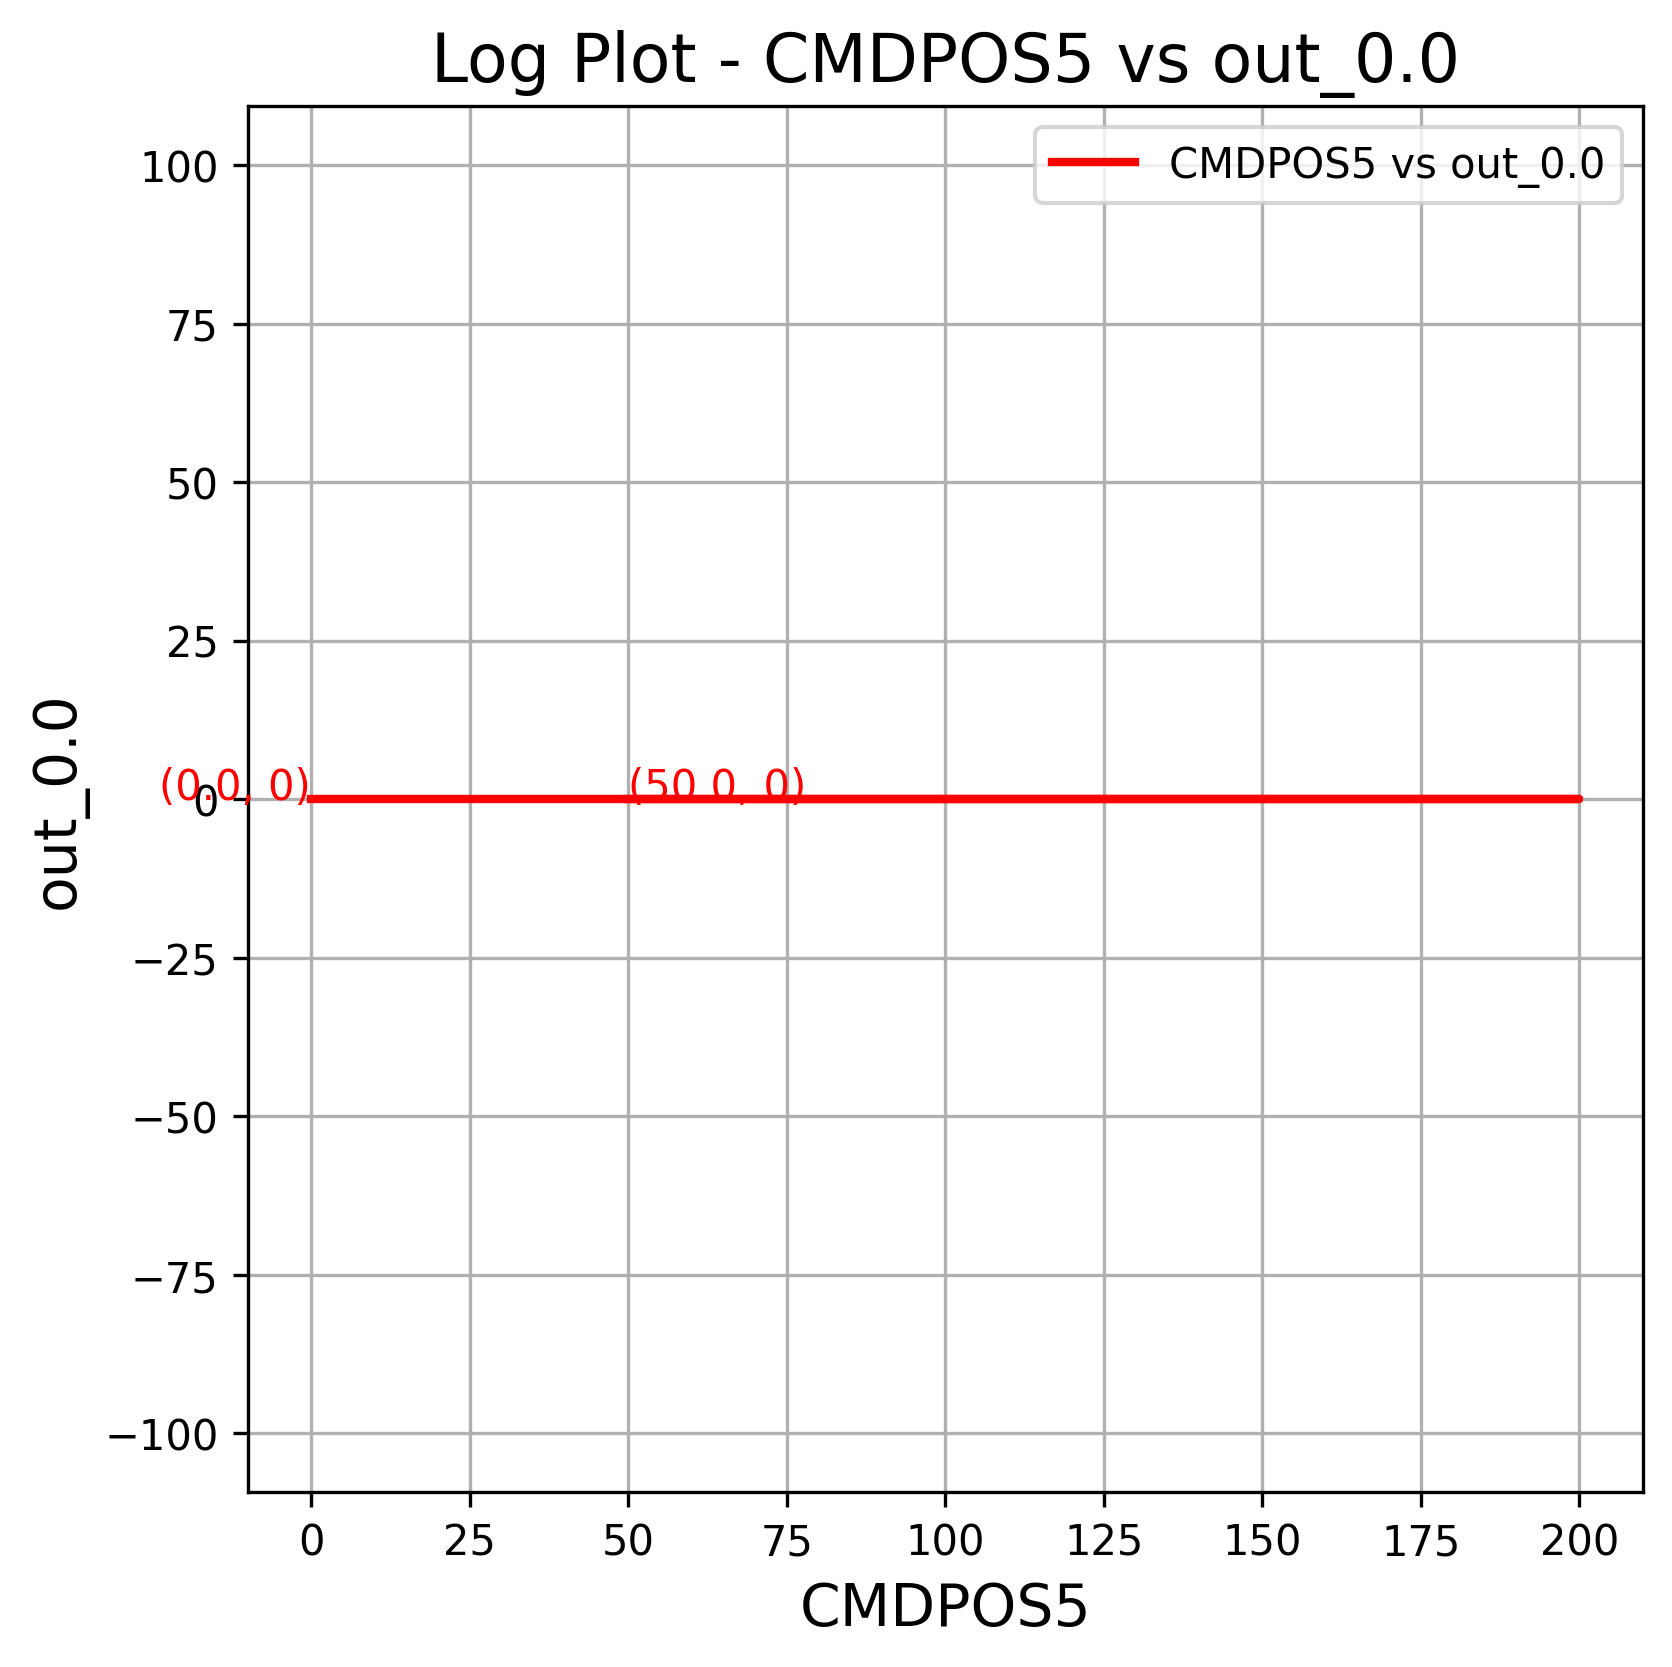 Log Plot - CMDPOS5 vs out_0.0
CMDPOS5 vs out_0.0
100
75
50
25
0
−25
−50
−75
−100
out_0.0
(0.0, 0)
(50.0, 0)
0 25 50 75 100 125 150 175 200
CMDPOS5